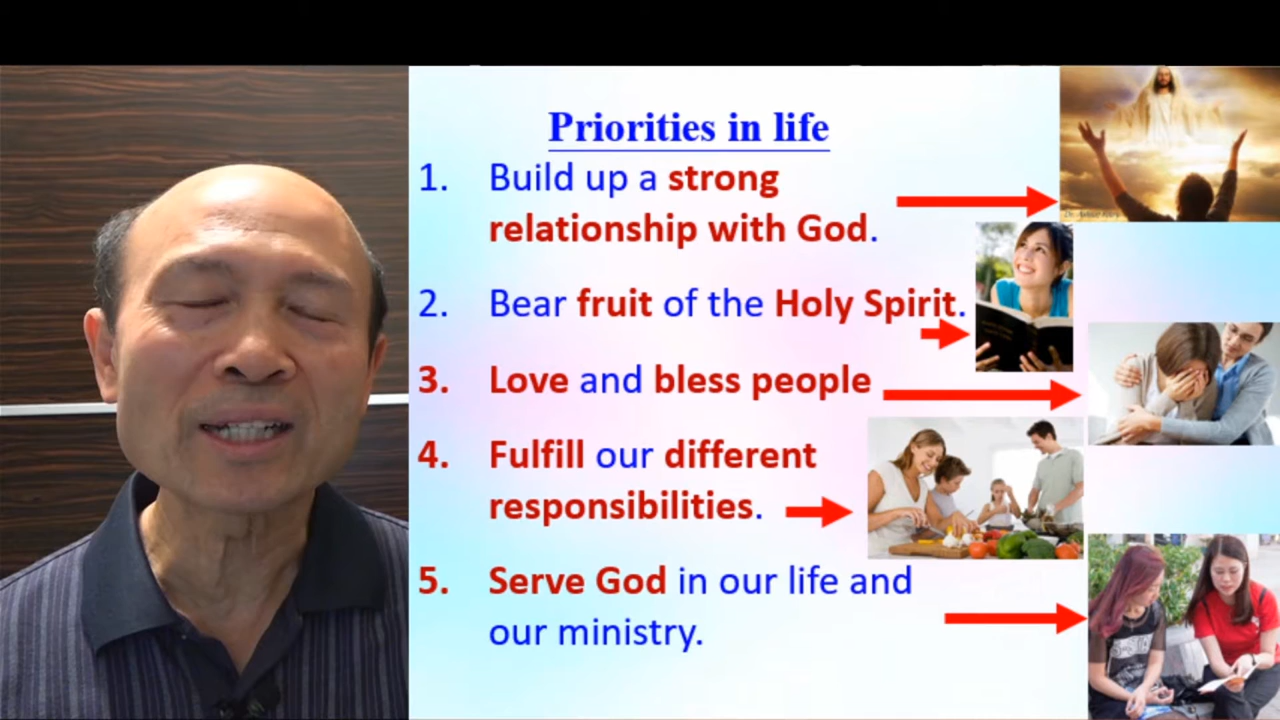 Priorities in life
1. Build up a strong
relationship with God.
2. Bear fruit of the Holy Spirit.
3. Love and bless people
4. Fulfill our different
responsibilities.
5. Serve God in our life and
our ministry.